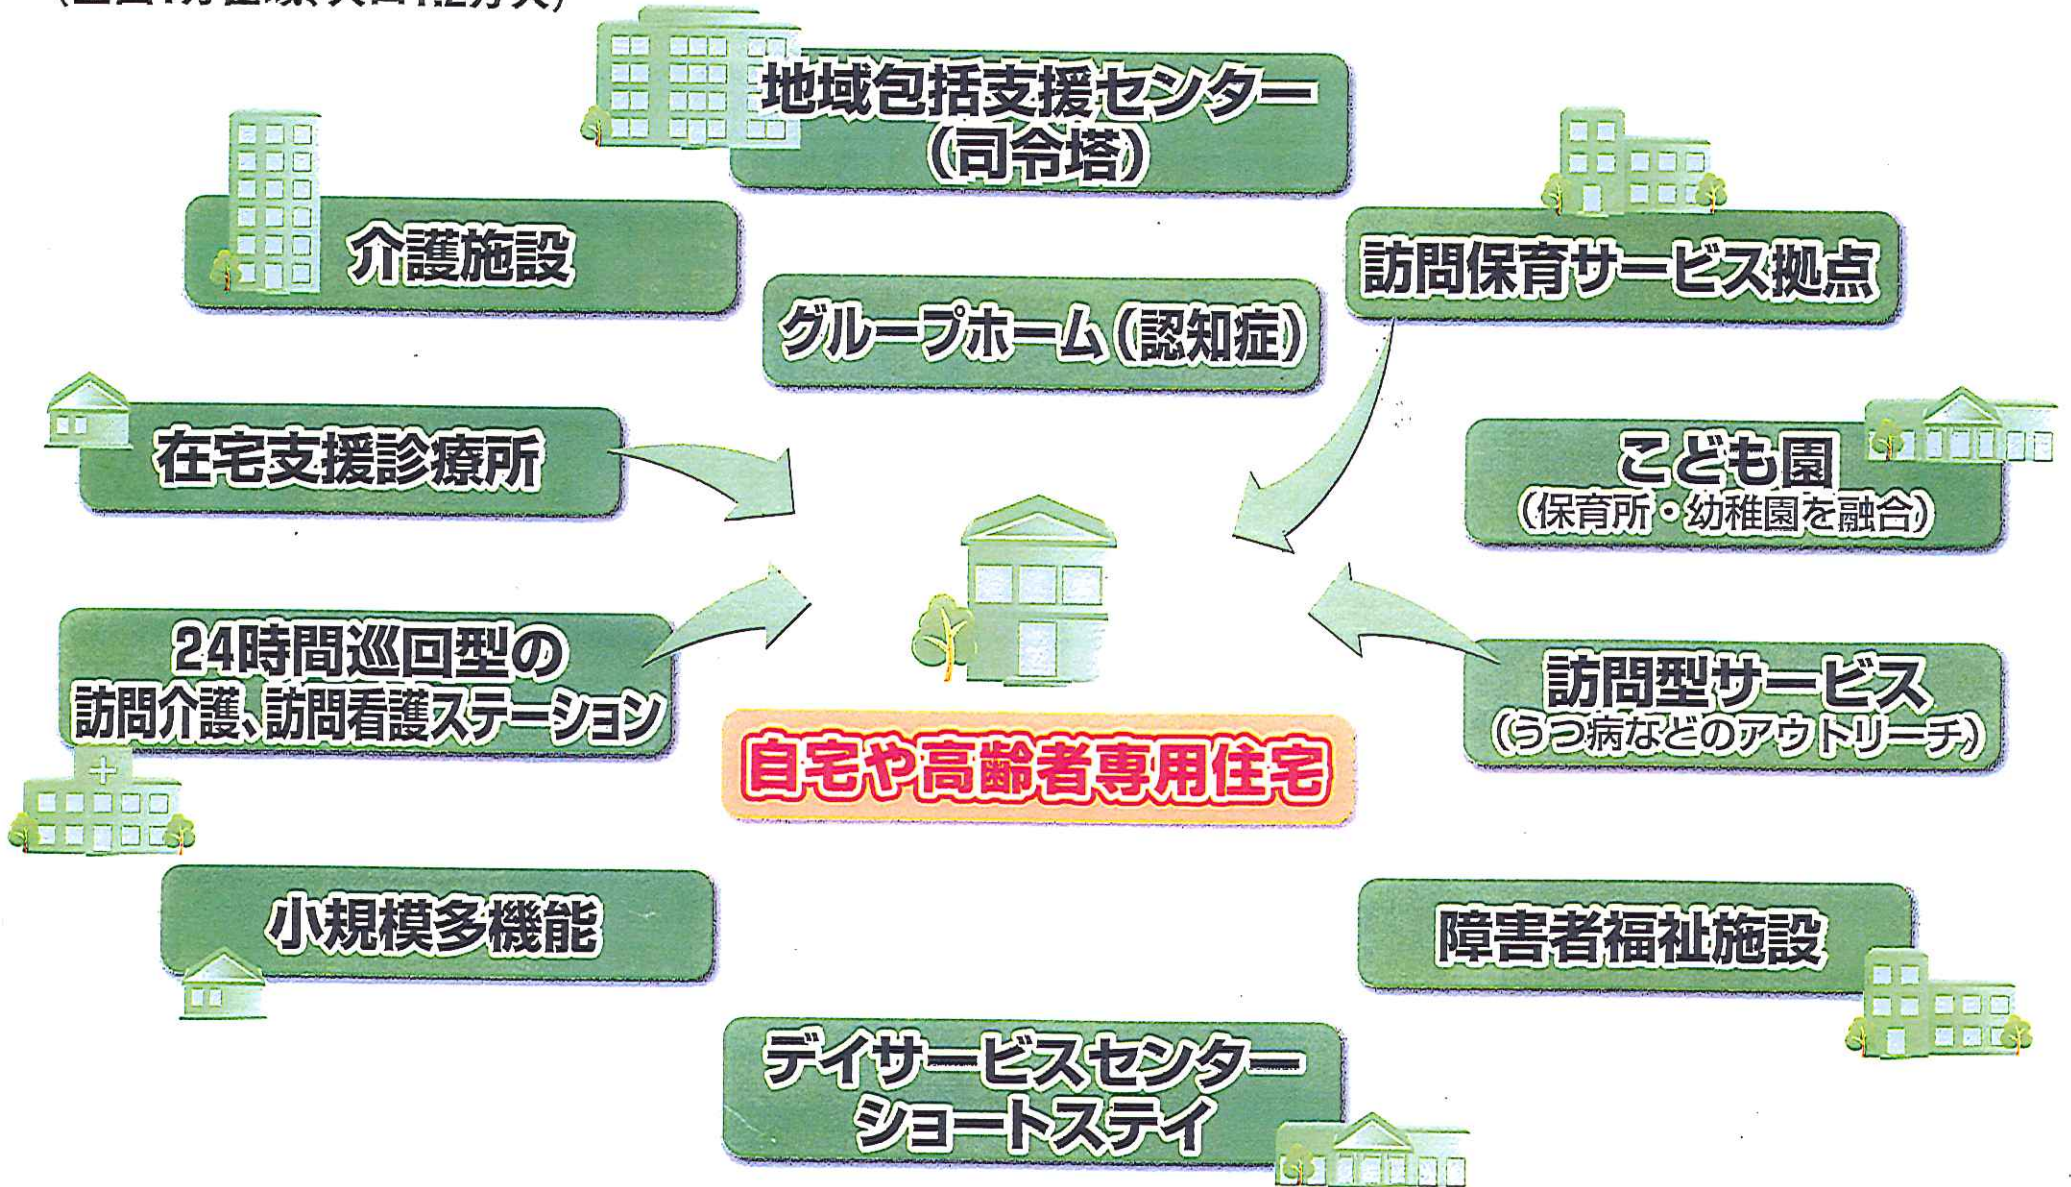 地域包括支援センター
(司令塔)
介護施設
訪問保育サービス拠点
グループホーム(認知症)
在宅支援診療所
こども園
(保育所・幼稚園を融合)
24時間巡回型の
訪問介護、訪問看護ステーション
訪問型サービス
(うつ病などのアウトリーチ)
自宅や高齢者専用住宅
小規模多機能
障害者福祉施設
デイサービスセンター
ショートステイ